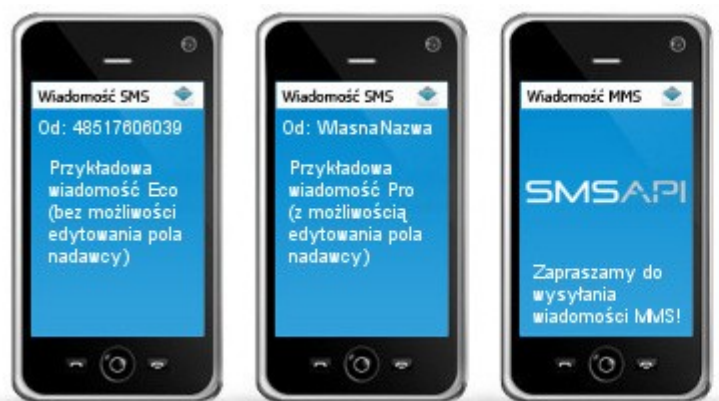 Wiadomość SMS
Od: 48517606039
Przykładowa
wiadomość Eco
(bez możliwości
edytowania pola
nadawcy)
Wiadomość SMS
Od: WlasnaNazwa
Przykładowa
wiadomość Pro
(z możliwością
edytowania pola
nadawcy)
Wiadomość MMS
SMSAPI
Zapraszamy do
wysyłania
wiadomości MMS!